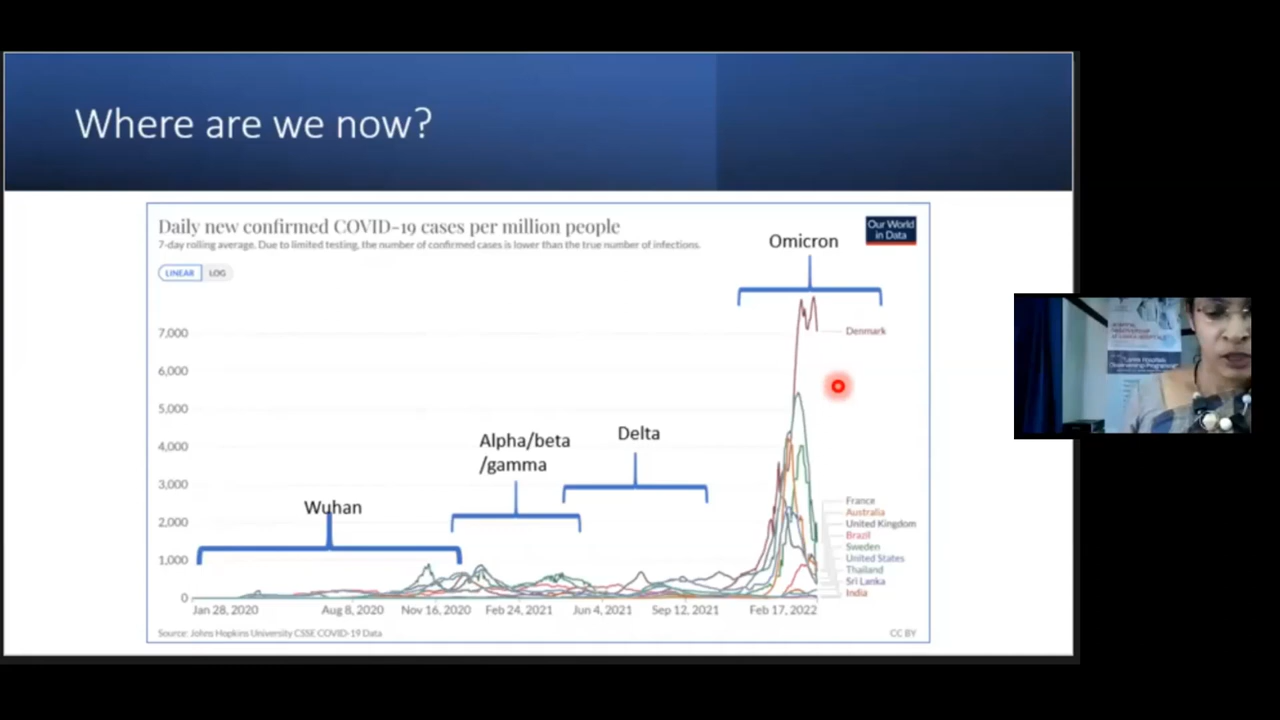 Where are we now?
Daily new confirmed COVID-19 cases per million people
7-day rolling average. Due to limited testing, the number of confirmed cases is lower than the true number of infections.
Our World
in Data
LINEAR LOG
Omicron
7,000
6,000
5,000
4,000
3,000
2,000
1,000
0
Denmark
Alpha/beta
/gamma
Delta
Wuhan
France
Australia
United Kingdom
Brazil
Sweden
United States
Thailand
Sri Lanka
India
Jan 28, 2020 Aug 8, 2020 Nov 16, 2020 Feb 24, 2021 Jun 4, 2021 Sep 12, 2021 Feb 17, 2022
Source: Johns Hopkins University CSSE COVID-19 Data
CC BY